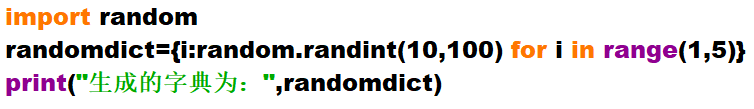 import random
randomdict={i:random.randint(10,100) for i in range(1,5)}
print("生成的字典为：",randomdict)